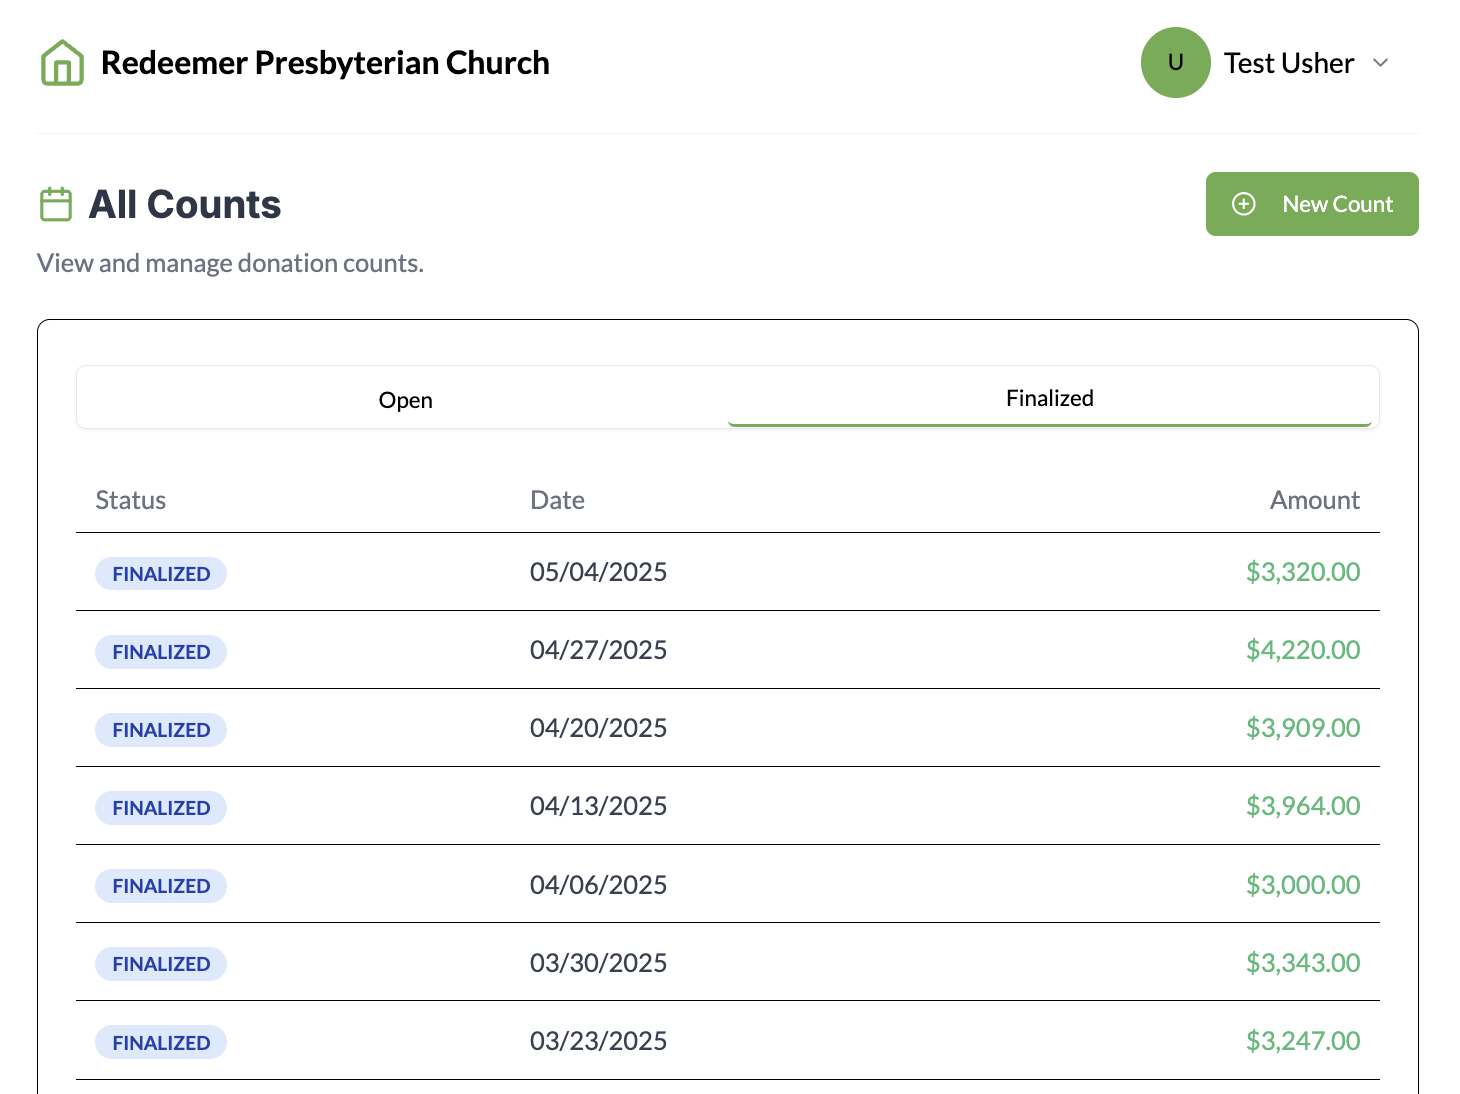 Redeemer Presbyterian Church
U Test Usher
All Counts
New Count
View and manage donation counts.
Open Finalized
Status Date Amount
FINALIZED 05/04/2025 $3,320.00
FINALIZED 04/27/2025 $4,220.00
FINALIZED 04/20/2025 $3,909.00
FINALIZED 04/13/2025 $3,964.00
FINALIZED 04/06/2025 $3,000.00
FINALIZED 03/30/2025 $3,343.00
FINALIZED 03/23/2025 $3,247.00